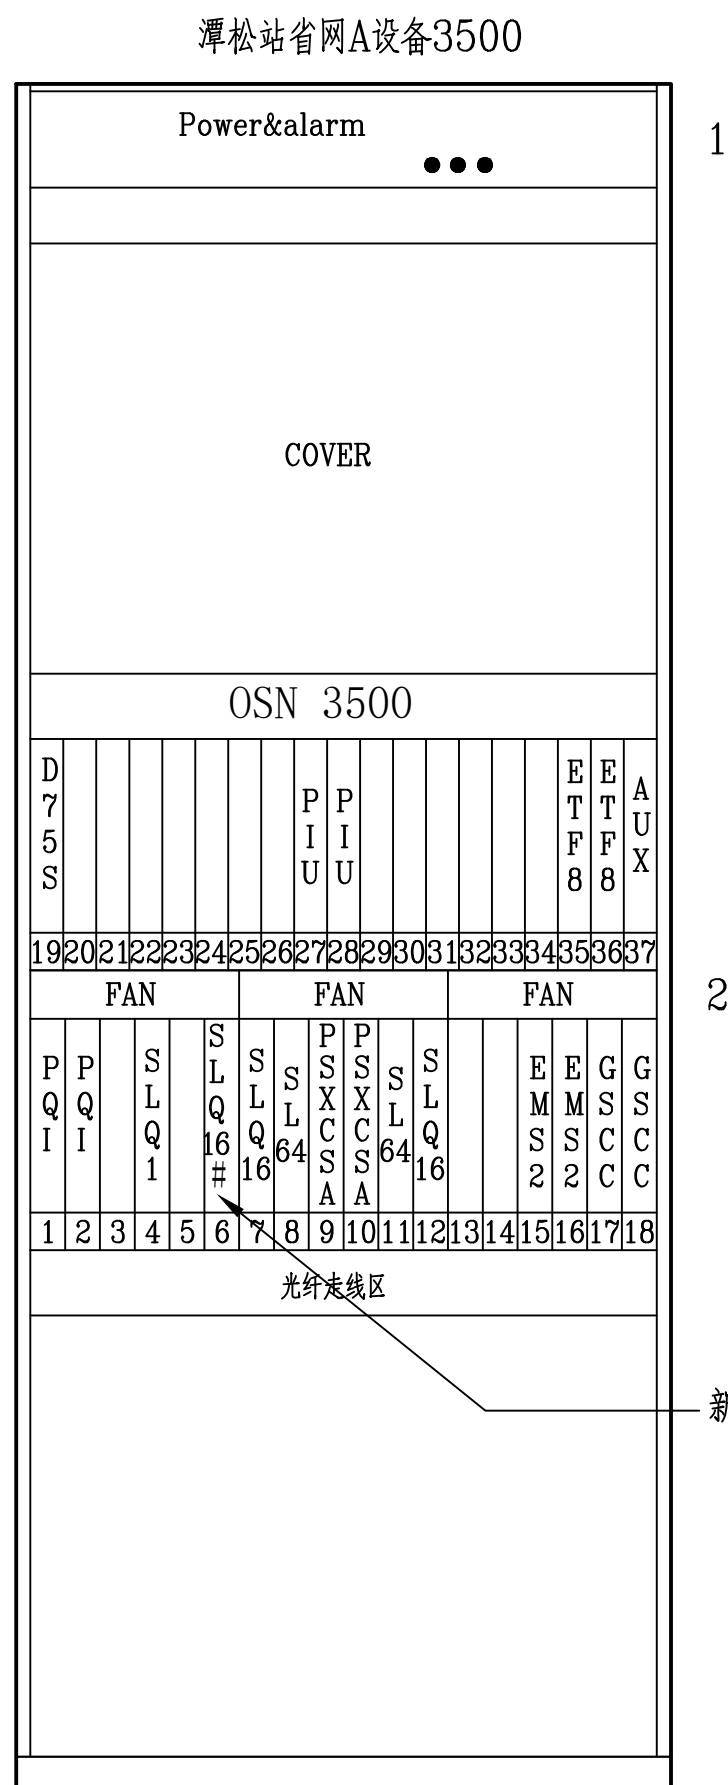 潭松站省网A设备3500
Power&alarm
1
COVER
OSN 3500
D75S
PIU
PIU
ETF8
ETF8
AUX
19 20 21 22 23 24 25 26 27 28 29 30 31 32 33 34 35 36 37
FAN FAN FAN
2
PQI
PQI
SLQ1
SLQ16#
SLQ16
SL64
PSXCSA
PSXCSA
SL64
SLQ16
EMS2
EMS2
GSCC
GSCC
1 2 3 4 5 6 7 8 9 10 11 12 13 14 15 16 17 18
光纤走线区